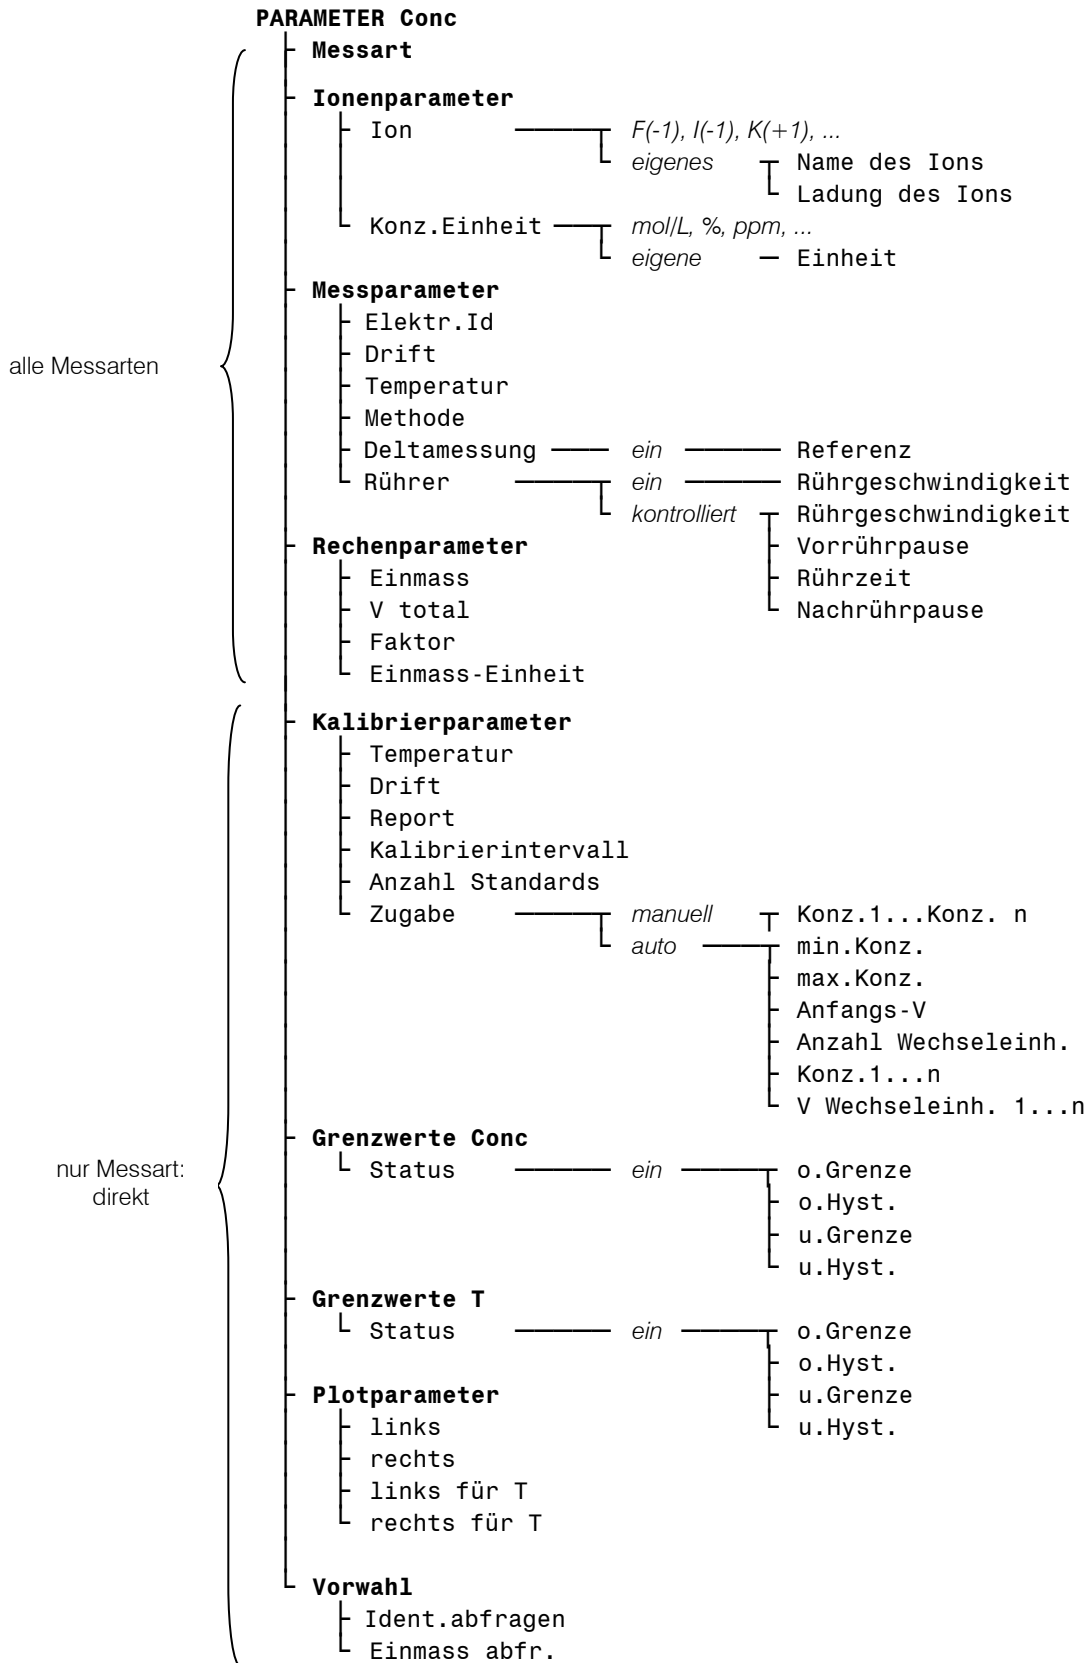 PARAMETER Conc
Messart
Ionenparameter
Ion F(-1), I(-1), K(+1), ...
eigenes Name des Ions
Ladung des Ions
Konz.Einheit mol/L, %, ppm, ...
eigene Einheit
Messparameter
Elektr.Id
Drift
alle Messarten
Temperatur
Methode
Deltamessung ein Referenz
Rührer ein Rührgeschwindigkeit
kontrolliert Rührgeschwindigkeit
Rechenparameter Vorrührpause
Einmass Rührzeit
V total Nachrührpause
Faktor
Einmass-Einheit
Kalibrierparameter
Temperatur
Drift
Report
Kalibrierintervall
Anzahl Standards
Zugabe manuell Konz.1...Konz. n
auto min.Konz.
max.Konz.
Anfangs-V
Anzahl Wechseleinh.
Konz.1...n
V Wechseleinh. 1...n
Grenzwerte Conc
nur Messart:
direkt
Status ein o.Grenze
o.Hyst.
u.Grenze
u.Hyst.
Grenzwerte T
Status ein o.Grenze
o.Hyst.
Plotparameter u.Grenze
links u.Hyst.
rechts
links für T
rechts für T
Vorwahl
Ident.abfragen
Einmass abfr.